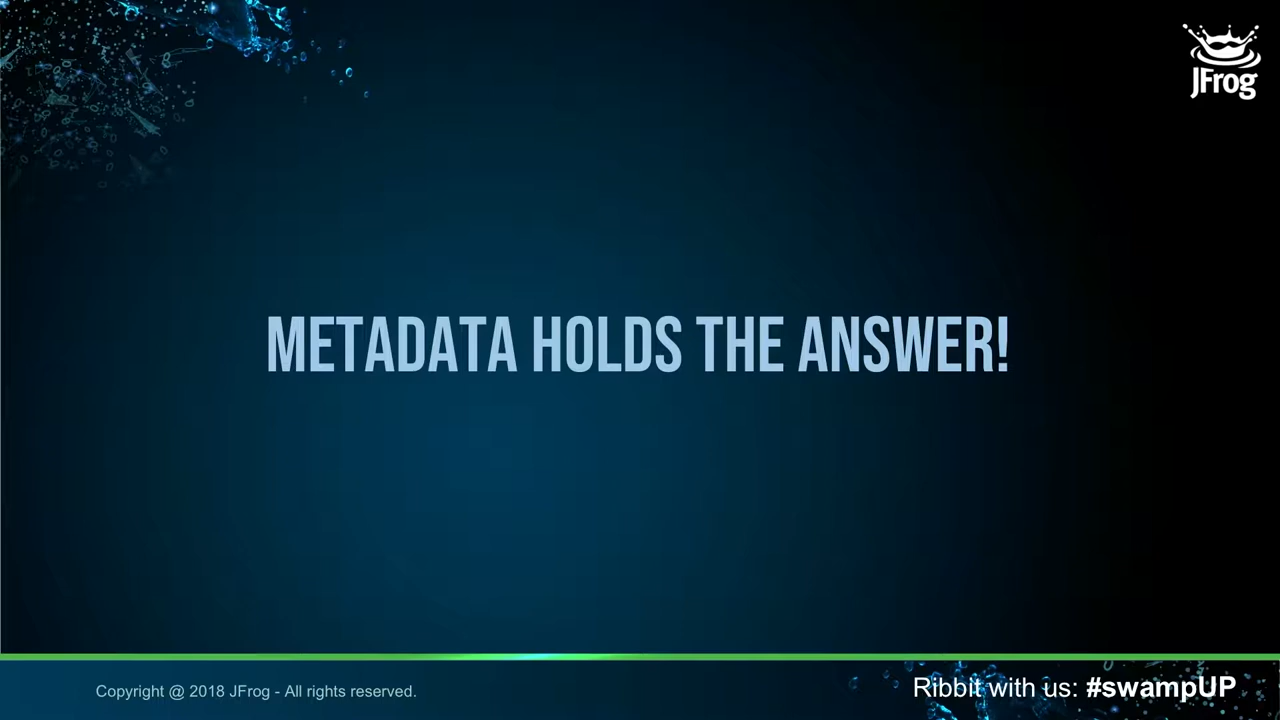 JFrog
METADATA HOLDS THE ANSWER!
Copyright @ 2018 JFrog - All rights reserved.
Ribbit with us: #swampUP